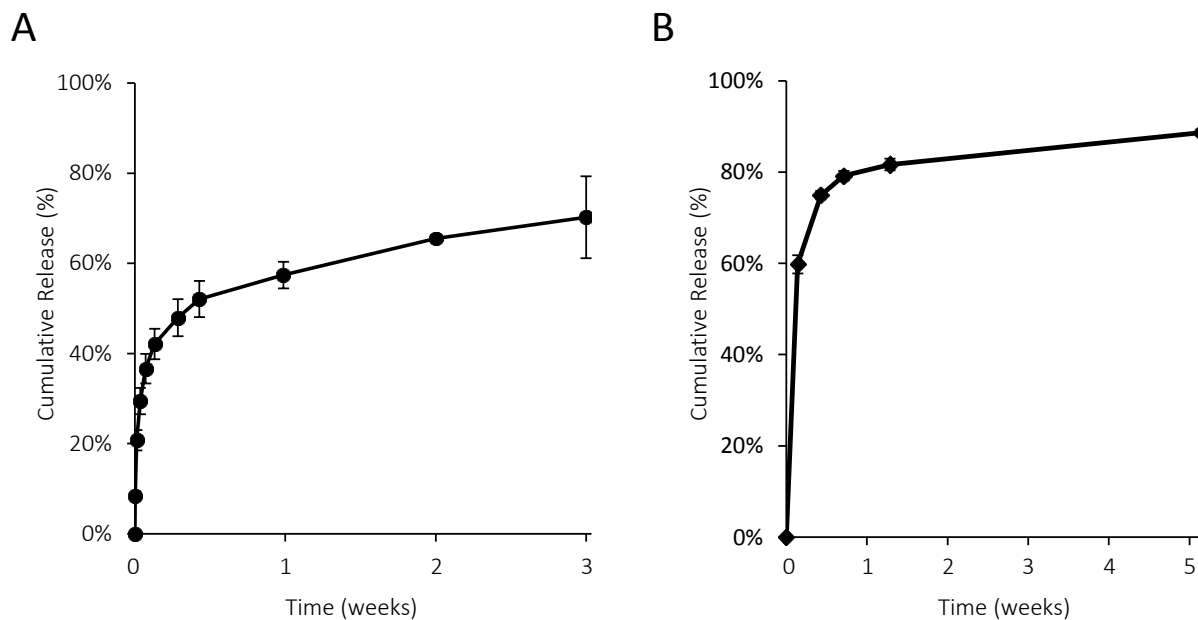 A
100%
80%
60%
40%
20%
0%
Cumulative Release (%)
0 1 2 3
Time (weeks)
B
100%
80%
60%
40%
20%
0%
Cumulative Release (%)
0 1 2 3 4 5
Time (weeks)